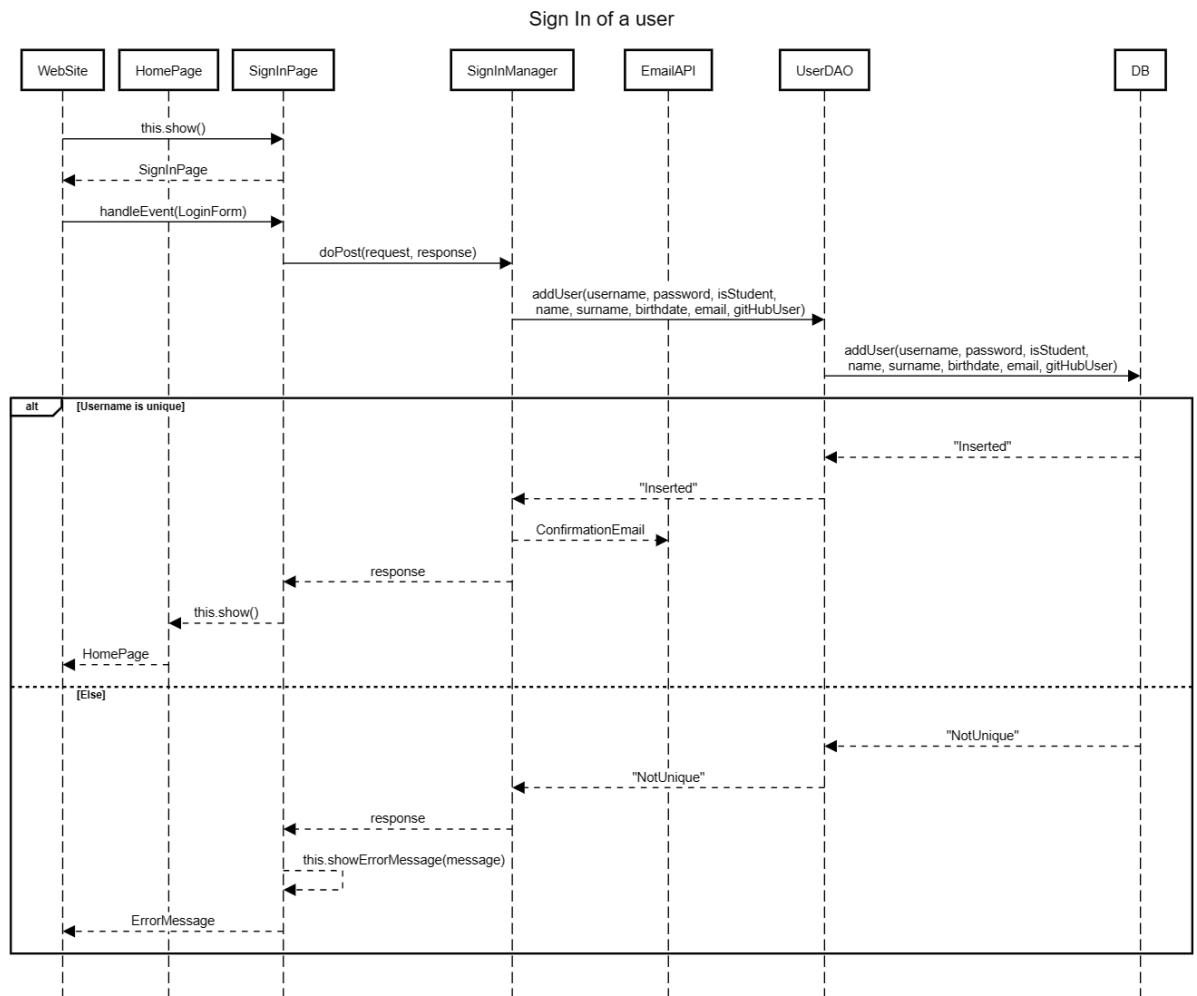 Sign In of a user
WebSite
HomePage
SignInPage
SignInManager
EmailAPI
UserDAO
DB
this.show()
SignInPage
handleEvent(LoginForm)
doPost(request, response)
addUser(username, password, isStudent,
name, surname, birthdate, email, gitHubUser)
addUser(username, password, isStudent,
name, surname, birthdate, email, gitHubUser)
alt
[Username is unique]
"Inserted"
"Inserted"
ConfirmationEmail
response
this.show()
HomePage
[Else]
"NotUnique"
"NotUnique"
response
this.showErrorMessage(message)
ErrorMessage